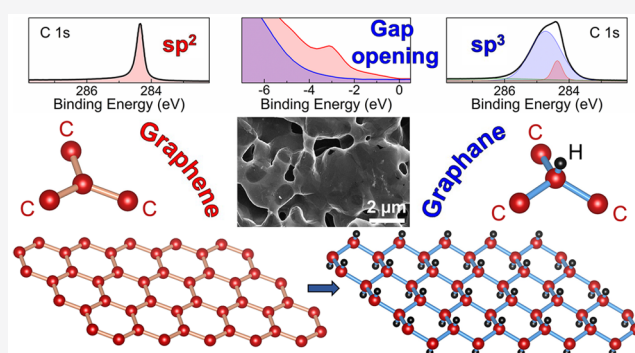 C 1s
sp2
286
284
Binding Energy (eV)
Gap
opening
-6
-4
-2
0
Binding Energy (eV)
sp3
C 1s
286
284
Binding Energy (eV)
C
C
C
Graphene
2 μm
Graphane
C
H
C
C